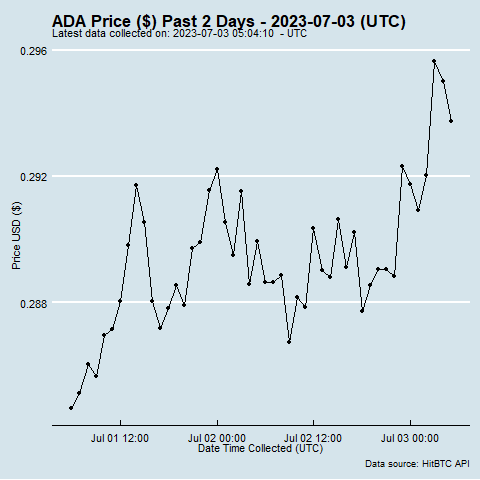 ADA Price ($) Past 2 Days - 2023-07-03 (UTC)
Latest data collected on: 2023-07-03 05:04:10  - UTC
0.296
0.292
0.288
Price USD ($)
Jul 01 12:00 Jul 02 00:00 Jul 02 12:00 Jul 03 00:00
Date Time Collected (UTC)
Data source: HitBTC API